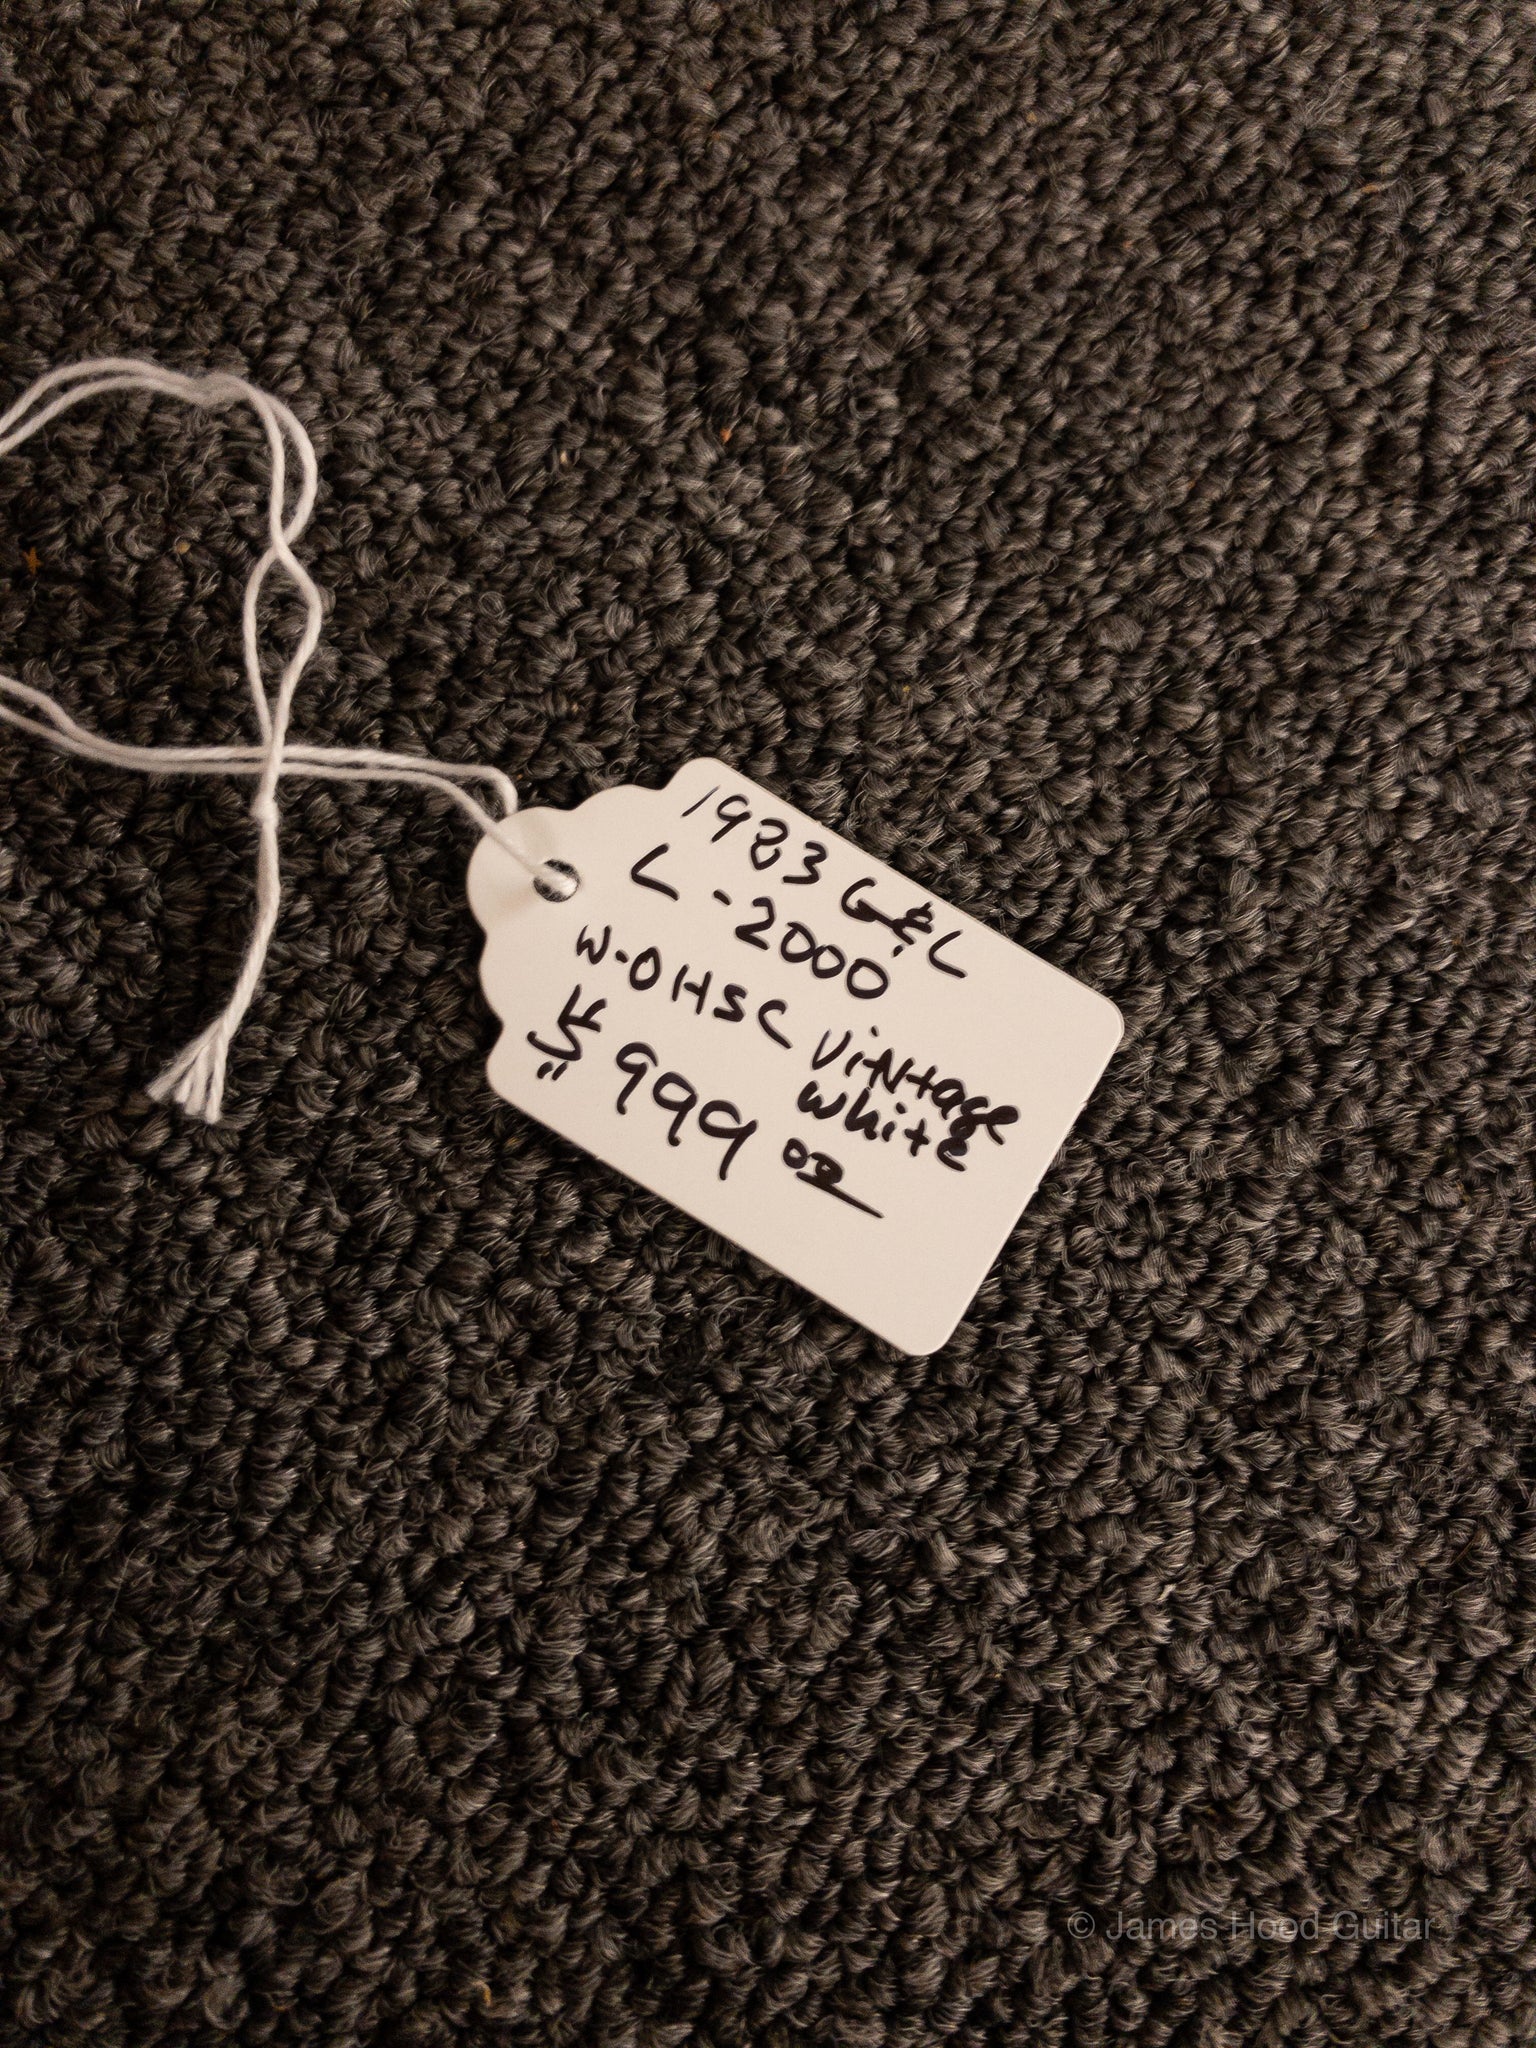 1983 G&L
L-2000
W-OHSC Vintage
White
$999 00
© James Hood Guitar